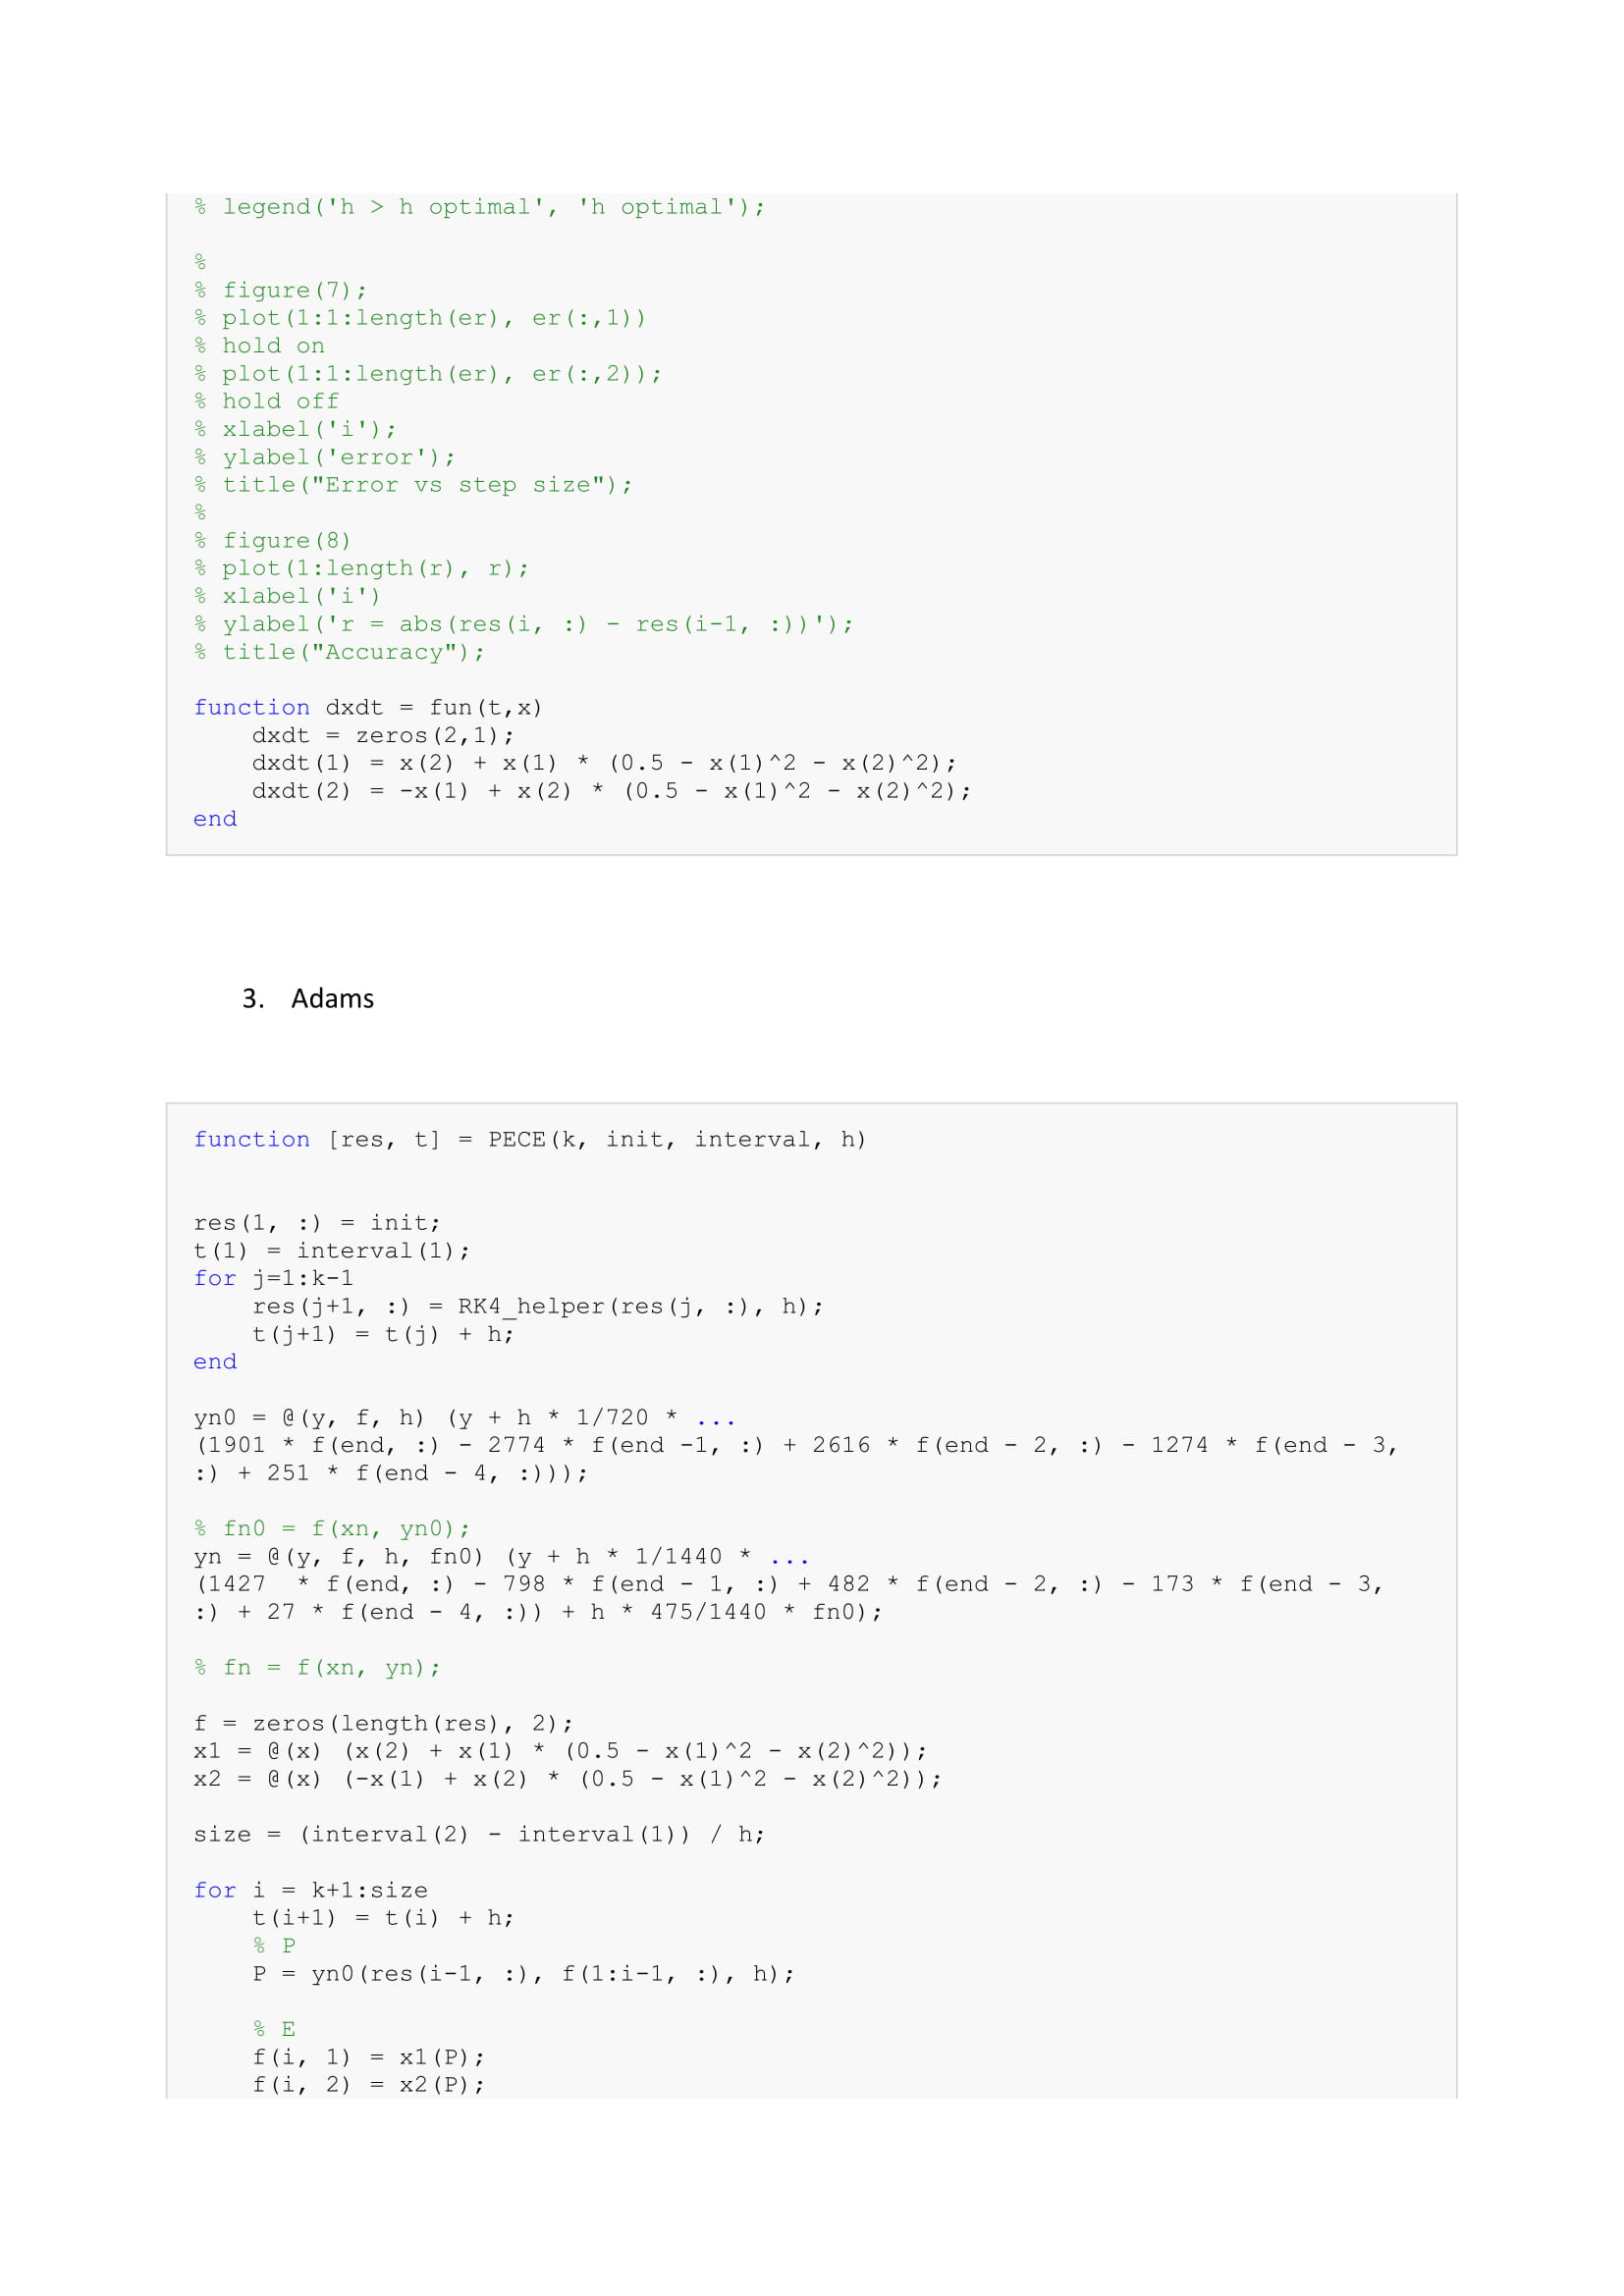 % legend('h > h optimal', 'h optimal');
%
% figure(7);
% plot(1:1:length(er), er(:,1))
% hold on
% plot(1:1:length(er), er(:,2));
% hold off
% xlabel('i');
% ylabel('error');
% title("Error vs step size");
%
% figure(8)
% plot(1:length(r), r);
% xlabel('i')
% ylabel('r = abs(res(i, :) - res(i-1, :))');
% title("Accuracy");
function dxdt = fun(t,x)
    dxdt = zeros(2,1);
    dxdt(1) = x(2) + x(1) * (0.5 - x(1)^2 - x(2)^2);
    dxdt(2) = -x(1) + x(2) * (0.5 - x(1)^2 - x(2)^2);
end
3. Adams
function [res, t] = PECE(k, init, interval, h)
res(1, :) = init;
t(1) = interval(1);
for j=1:k-1
    res(j+1, :) = RK4_helper(res(j, :), h);
    t(j+1) = t(j) + h;
end
yn0 = @(y, f, h) (y + h * 1/720 * ...
(1901 * f(end, :) - 2774 * f(end -1, :) + 2616 * f(end - 2, :) - 1274 * f(end - 3,
:) + 251 * f(end - 4, :)));
% fn0 = f(xn, yn0);
yn = @(y, f, h, fn0) (y + h * 1/1440 * ...
(1427  * f(end, :) - 798 * f(end - 1, :) + 482 * f(end - 2, :) - 173 * f(end - 3,
:) + 27 * f(end - 4, :)) + h * 475/1440 * fn0);
% fn = f(xn, yn);
f = zeros(length(res), 2);
x1 = @(x) (x(2) + x(1) * (0.5 - x(1)^2 - x(2)^2));
x2 = @(x) (-x(1) + x(2) * (0.5 - x(1)^2 - x(2)^2));
size = (interval(2) - interval(1)) / h;
for i = k+1:size
    t(i+1) = t(i) + h;
    % P
    P = yn0(res(i-1, :), f(1:i-1, :), h);
    % E
    f(i, 1) = x1(P);
    f(i, 2) = x2(P);